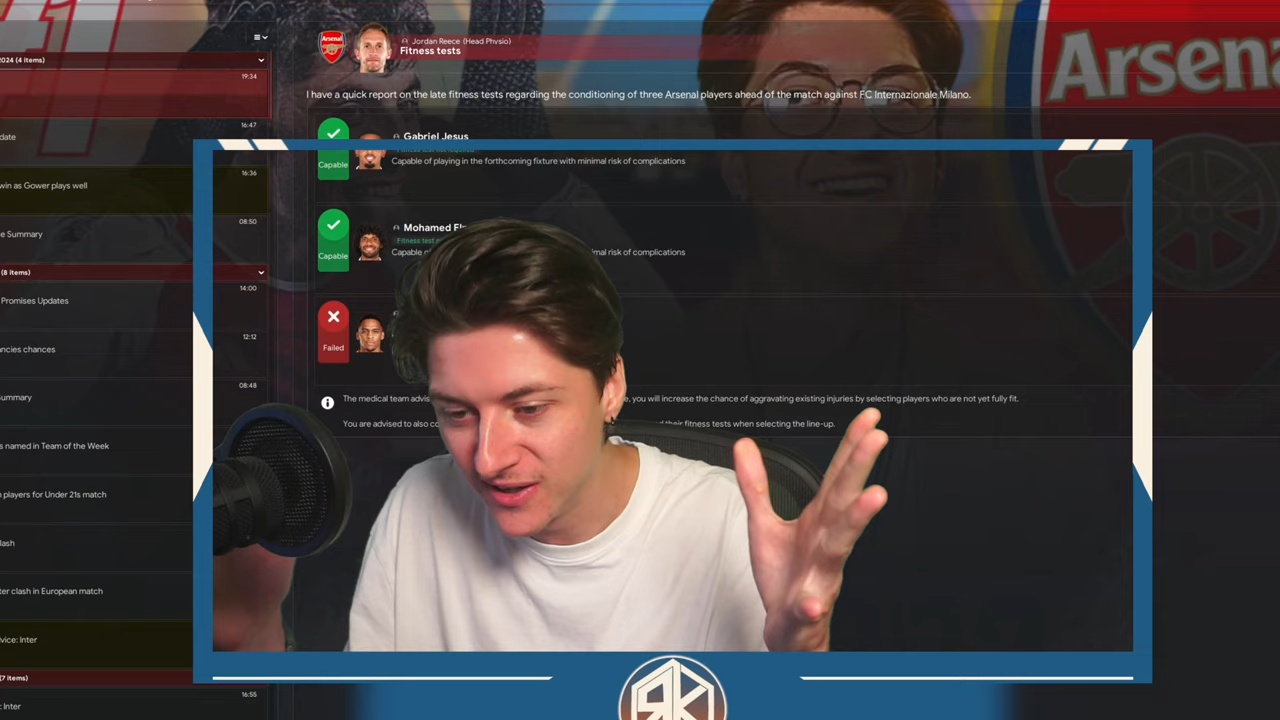 Jordan Reece (Head Physio)
Fitness tests
2024 (4 items)
19:34
I have a quick report on the late fitness tests regarding the conditioning of three Arsenal players ahead of the match against FC Internazionale Milano.
Arsenal
Arsena
16:47
date
Gabriel Jesus
Capable
Capable of playing in the forthcoming fixture with minimal risk of complications
16:36
win as Gower plays well
08:50
e Summary
Mohamed El
Fitness test
Capable
Capable
imal risk of complications
(8 items)
14:00
Promises Updates
12:12
ancies chances
Failed
08:48
Summary
The medical team advis
e, you will increase the chance of aggravating existing injuries by selecting players who are not yet fully fit.
You are advised to also co
d their fitness tests when selecting the line-up.
s named in Team of the Week
players for Under 21s match
lash
ter clash in European match
vice: Inter
(7 items)
16:55
: Inter
RK